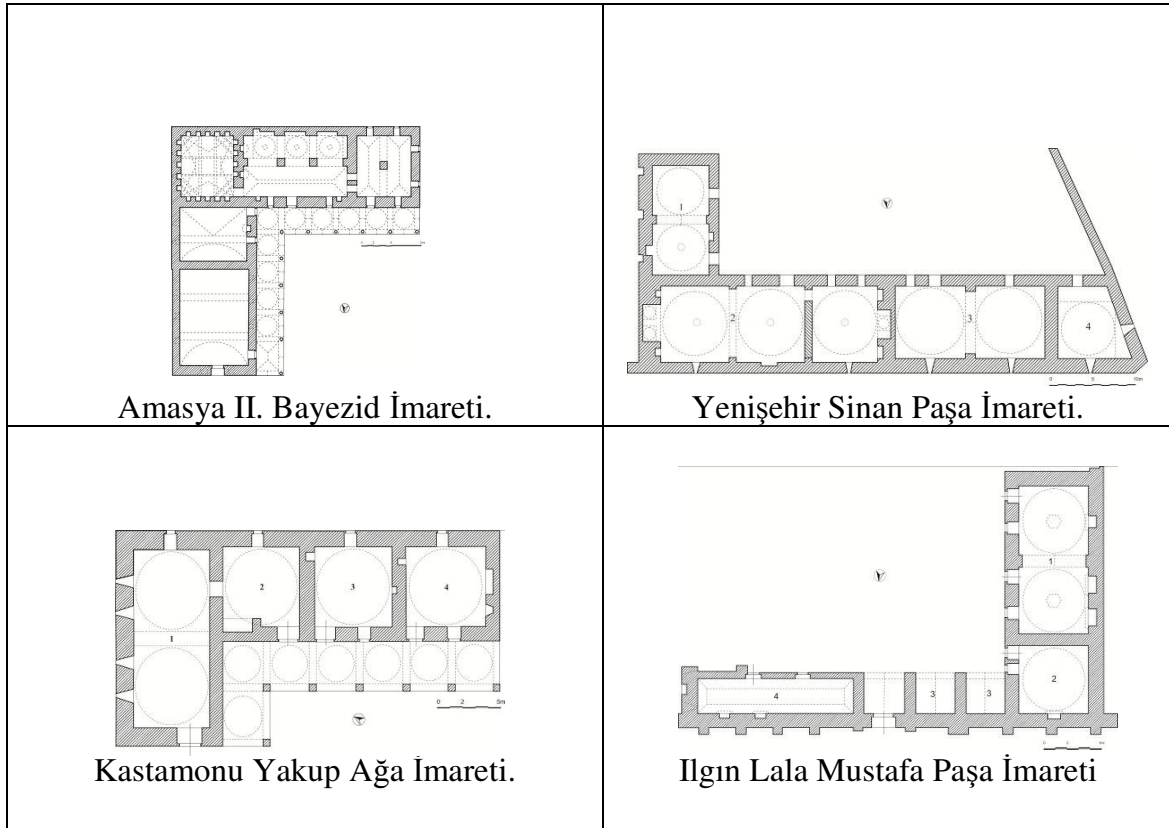 Amasya II. Bayezid İmareti.
1
2
3
4
0 5 10m
Yenişehir Sinan Paşa İmareti.
1
2
3
4
0 2 5m
Kastamonu Yakup Ağa İmareti.
1
2
3
3
4
Ilgın Lala Mustafa Paşa İmareti